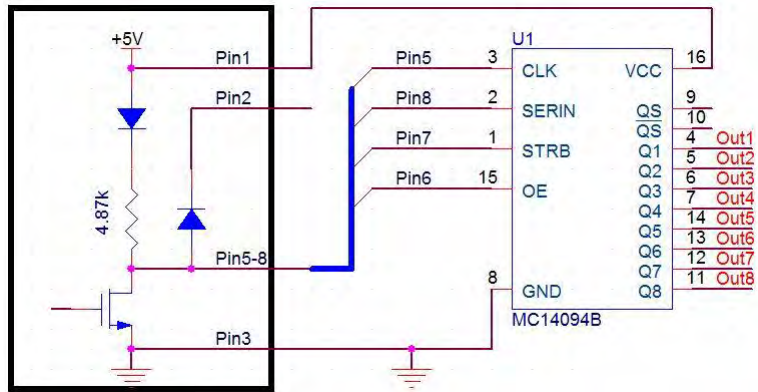 +5V
Pin1
Pin2
4.87k
Pin5-8
Pin3
Pin5
Pin8
Pin7
Pin6
3
2
1
15
8
U1
CLK
SERIN
STRB
OE
GND
VCC
QS
QS
Q1
Q2
Q3
Q4
Q5
Q6
Q7
Q8
MC14094B
16
9
10
4 Out1
5 Out2
6 Out3
7 Out4
14 Out5
13 Out6
12 Out7
11 Out8